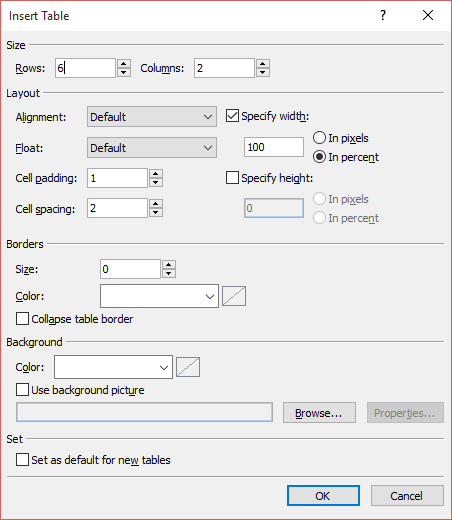 Insert Table
Size
Rows: 6 Columns: 2
Layout
Alignment: Default Specify width:
Float: Default 100 In pixels
In percent
Cell padding: 1 Specify height:
Cell spacing: 2 0 In pixels
In percent
Borders
Size: 0
Color:
Collapse table border
Background
Color:
Use background picture
Browse... Properties...
Set
Set as default for new tables
OK Cancel